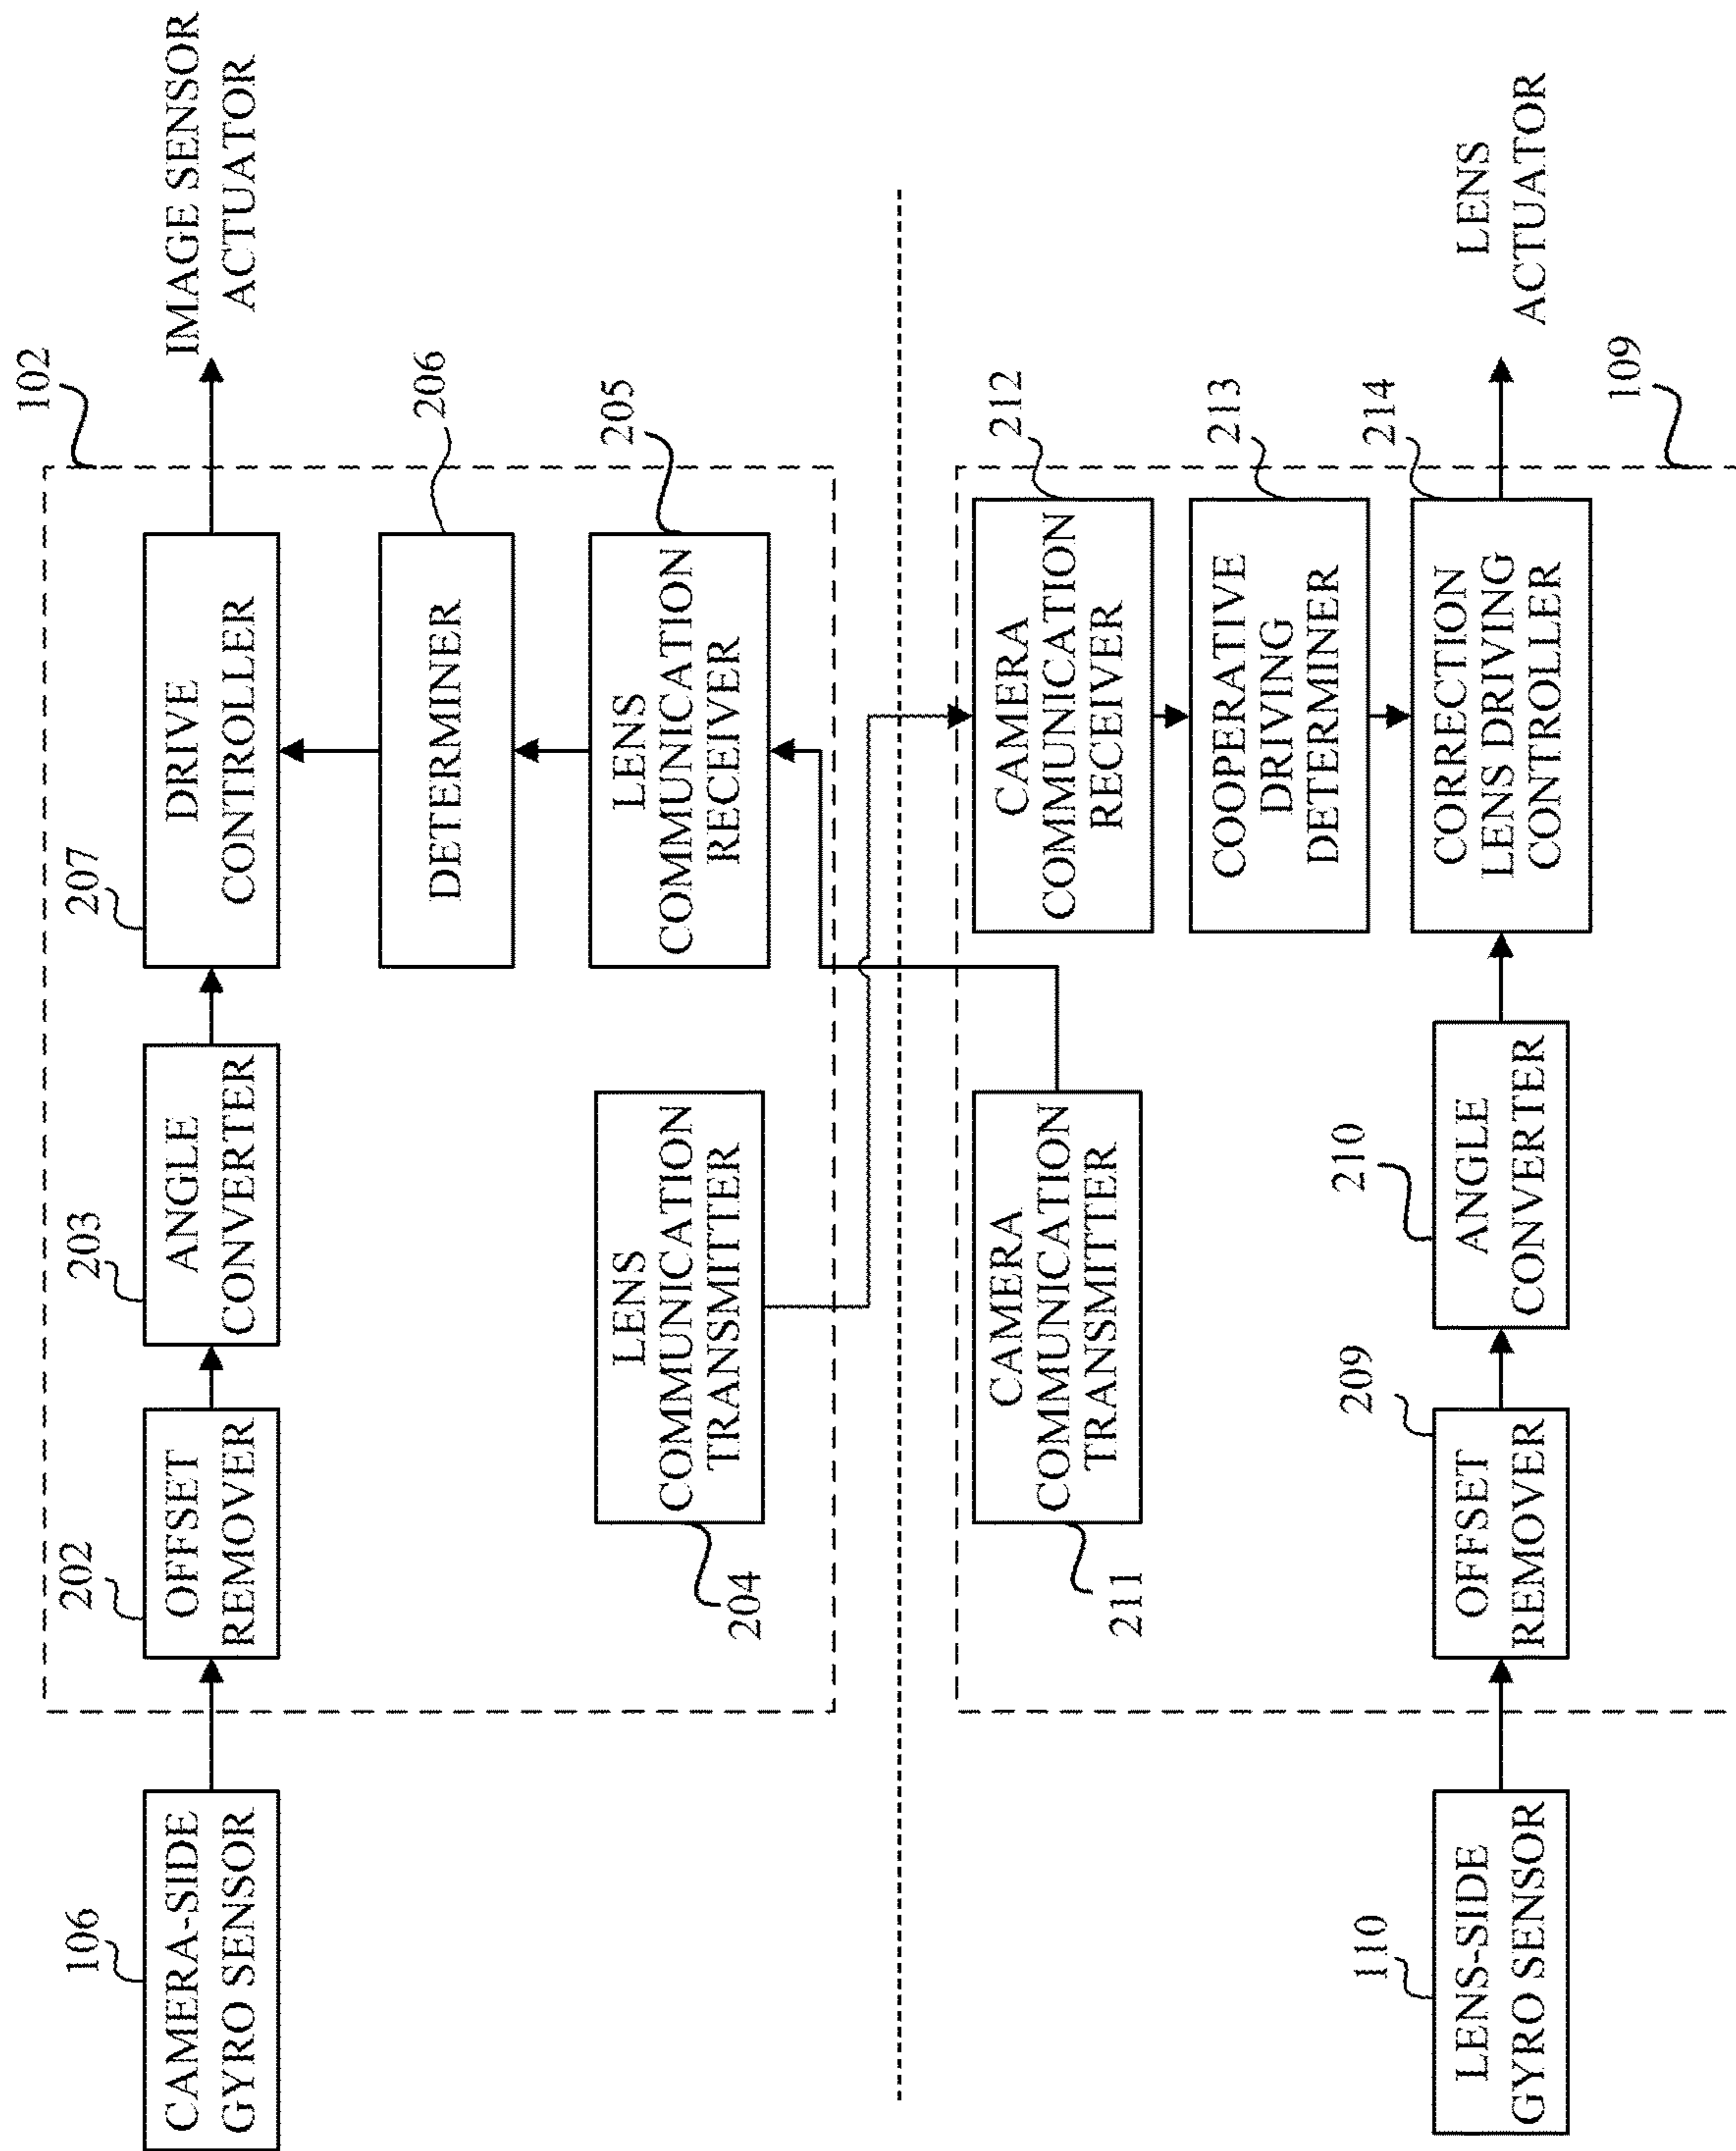 102
IMAGE SENSOR
ACTUATOR
106
CAMERA-SIDE
GYRO SENSOR
202
OFFSET
REMOVER
203
ANGLE
CONVERTER
207
DRIVE
CONTROLLER
206
DETERMINER
205
LENS
COMMUNICATION
RECEIVER
LENS
COMMUNICATION
TRANSMITTER
204
CAMERA
COMMUNICATION
TRANSMITTER
211
212
CAMERA
COMMUNICATION
RECEIVER
213
COOPERATIVE
DRIVING
DETERMINER
214
CORRECTION
LENS DRIVING
CONTROLLER
110
LENS-SIDE
GYRO SENSOR
209
OFFSET
REMOVER
210
ANGLE
CONVERTER
LENS
ACTUATOR
109